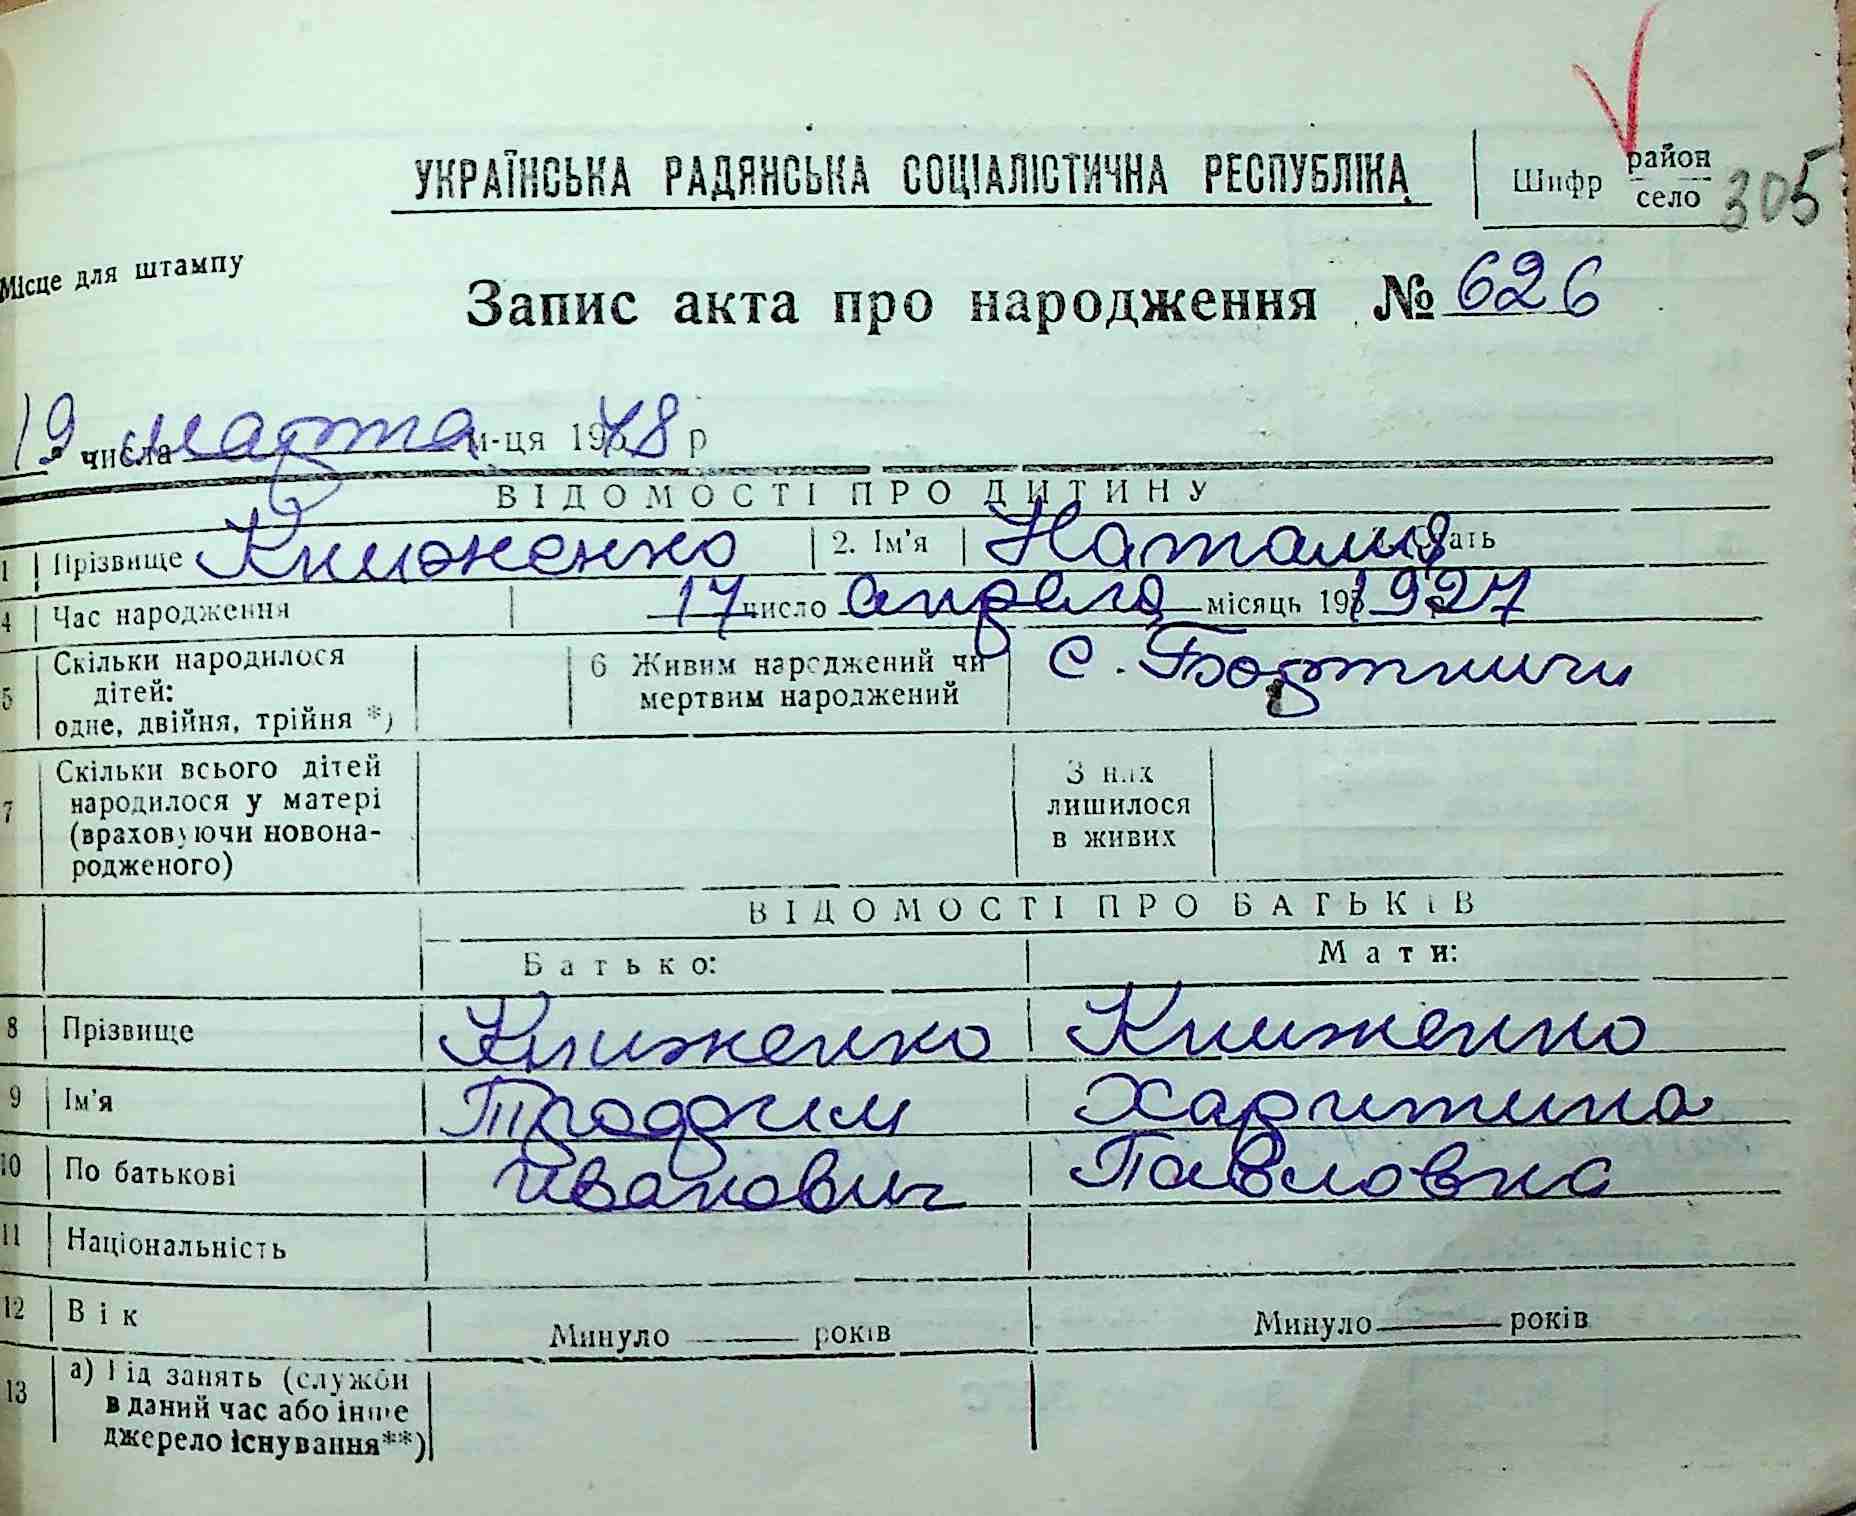 УКРАЇНСЬКА РАДЯНСЬКА СОЦІАЛІСТИЧНА РЕСПУБЛІКА
Шифр район село 305
Місце для штампу
Запис акта про народження № 626
19 числа марта м-ця 1948 р
ВІДОМОСТІ ПРО ДИТИНУ
1 Прізвище Книженко 2. Ім'я Наталия
4 Час народження 17 число апреля місяць 1927
5 Скільки народилося дітей: одне, двійня, трійня *) 6 Живим народжений чи мертвим народжений с. Бортничи
7 Скільки всього дітей народилося у матері (враховуючи новонародженого) З них лишилося в живих
ВІДОМОСТІ ПРО БАТЬКІВ
Батько: Мати:
8 Прізвище Книженко Книженко
9 Ім'я Трофим Харитина
10 По батькові Иванович Павловна
11 Національність
12 Вік Минуло ——— років Минуло ——— років
13 а) Рід занять (служби
в даний час або інше
джерело існування**)